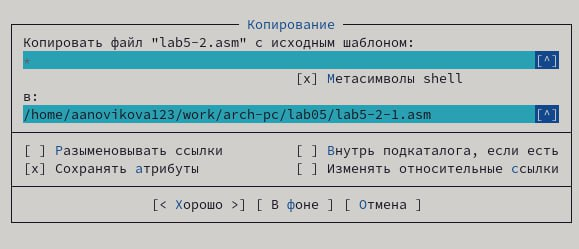 Копирование
Копировать файл "lab5-2.asm" с исходным шаблоном:
* [^]
[x] Метасимволы shell
в:
/home/aanovikova123/work/arch-pc/lab05/lab5-2-1.asm [^]
[ ] Разыменовывать ссылки [ ] Внутрь подкаталога, если есть
[x] Сохранять атрибуты [ ] Изменять относительные ссылки
[< Хорошо >] [ В фоне ] [ Отмена ]